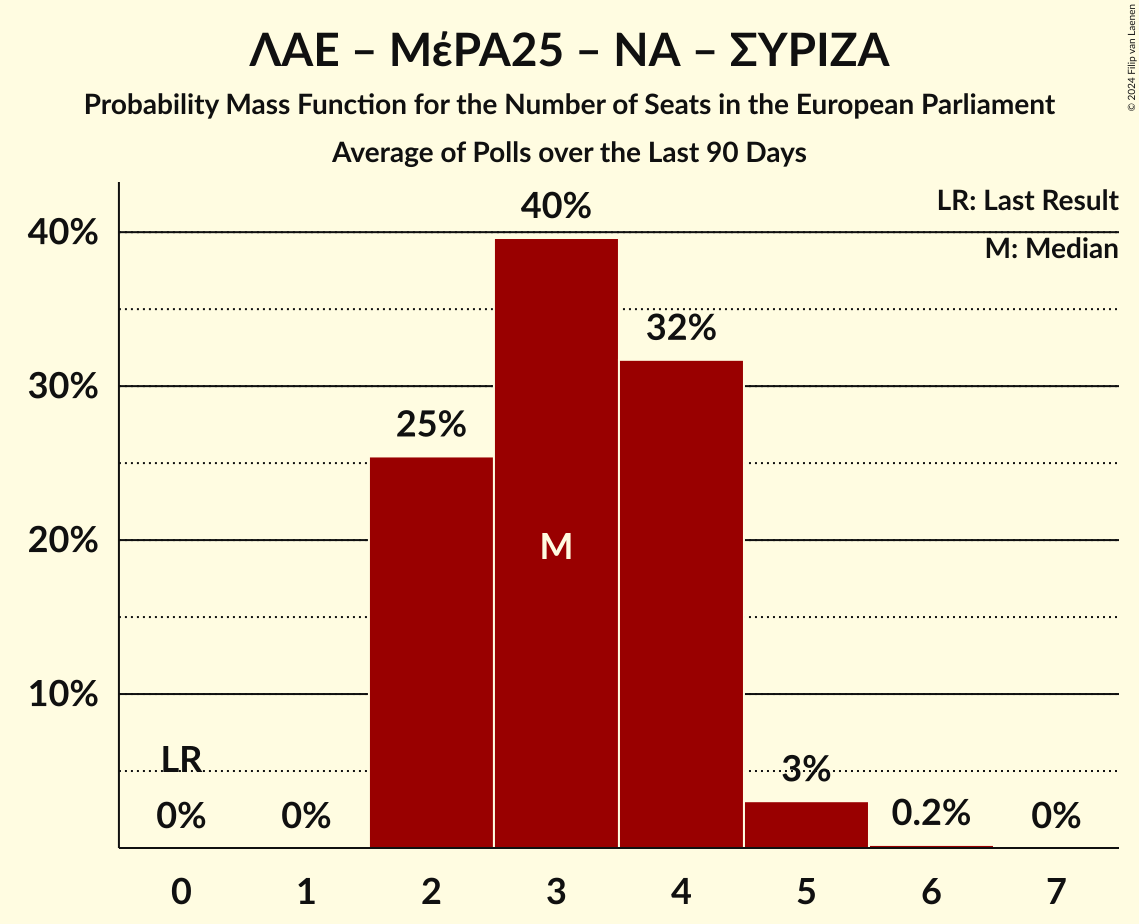 ΛΑΕ – ΜέΡΑ25 – ΝΑ – ΣΥΡΙΖΑ
Probability Mass Function for the Number of Seats in the European Parliament
Average of Polls over the Last 90 Days
© 2024 Filip van Laenen
LR: Last Result
M: Median
40%
30%
20%
10%
LR
0%
0%
25%
40%
M
32%
3%
0.2%
0%
0 1 2 3 4 5 6 7